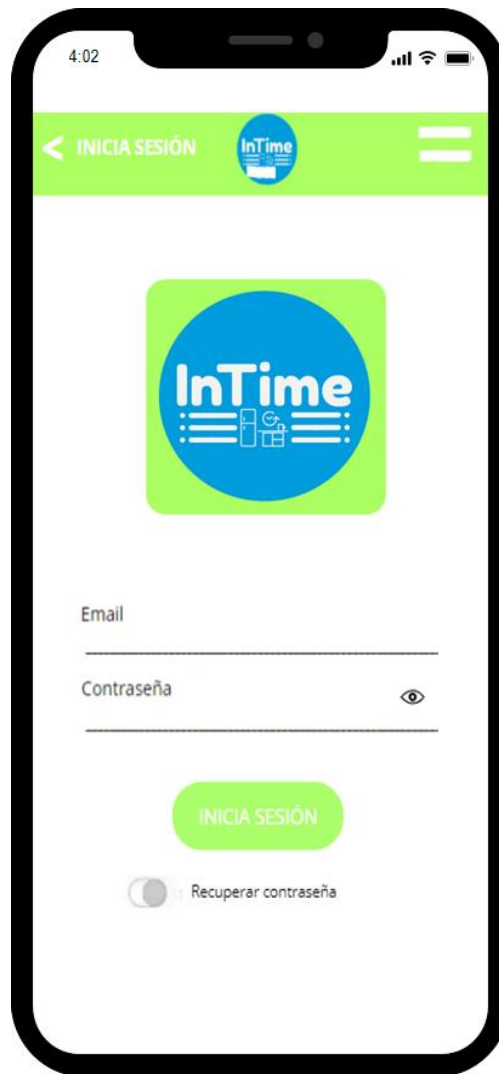 4:02
< INICIA SESIÓN
InTime
InTime
Email
Contraseña
INICIA SESIÓN
Recuperar contraseña